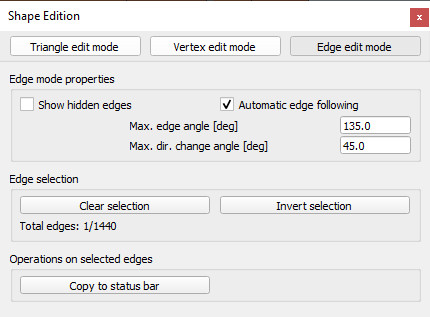 Shape Edition
x
Triangle edit mode Vertex edit mode Edge edit mode
Edge mode properties
Show hidden edges Automatic edge following
Max. edge angle [deg] 135.0
Max. dir. change angle [deg] 45.0
Edge selection
Clear selection Invert selection
Total edges: 1/1440
Operations on selected edges
Copy to status bar